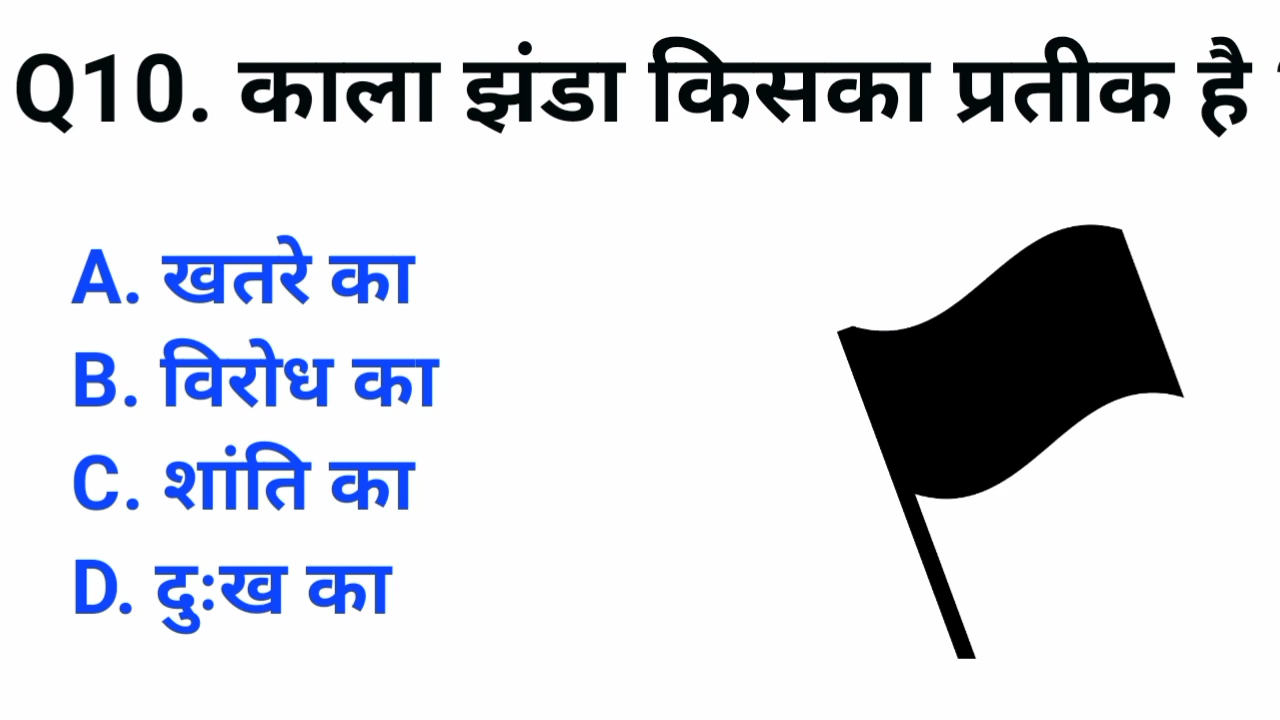 Q10. काला झंडा किसका प्रतीक है
A. खतरे का
B. विरोध का
C. शांति का
D. दुःख का